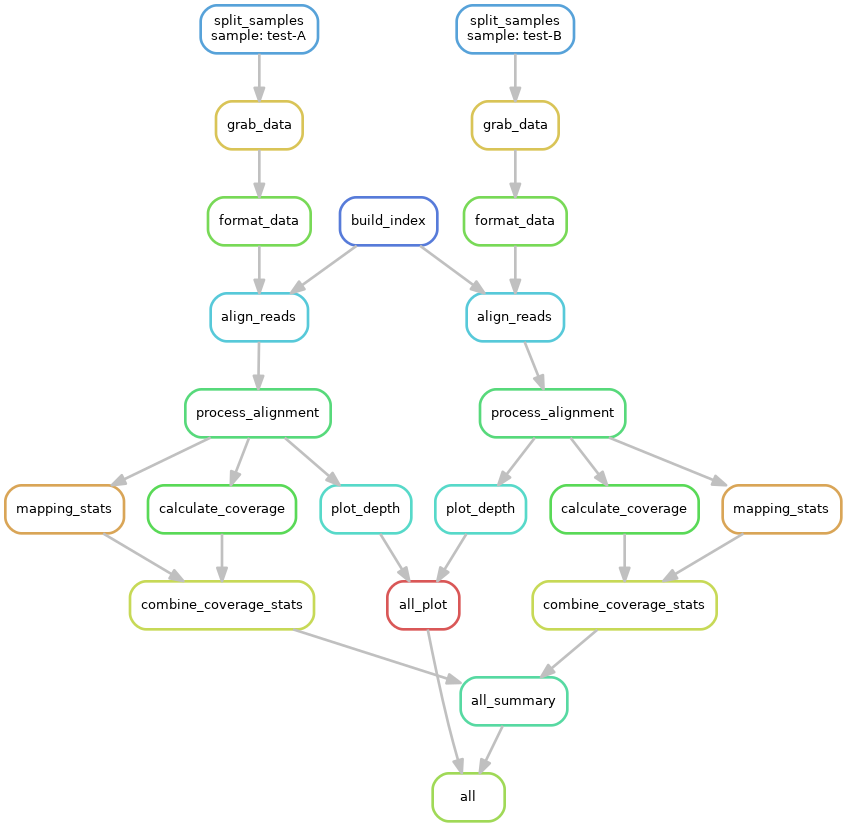 split_samples
sample: test-A
split_samples
sample: test-B
grab_data
grab_data
format_data
build_index
format_data
align_reads
align_reads
process_alignment
process_alignment
mapping_stats
calculate_coverage
plot_depth
plot_depth
calculate_coverage
mapping_stats
combine_coverage_stats
all_plot
combine_coverage_stats
all_summary
all